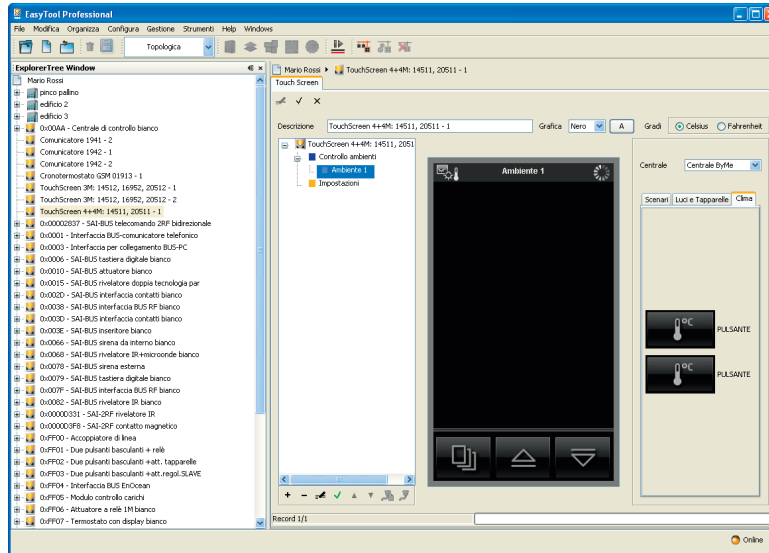 EasyTool Professional
File Modifica Organizza Configura Gestione Strumenti Help Windows
Topologica
ExplorerTree Window
Mario Rossi
pinco pallino
edificio 2
edificio 3
0x00AA - Centrale di controllo bianco
Comunicatore 1941 - 2
Comunicatore 1942 - 1
Comunicatore 1942 - 2
Cronotermostato GSM 01913 - 1
TouchScreen 3M: 14512, 16952, 20512 - 1
TouchScreen 3M: 14512, 16952, 20512 - 2
TouchScreen 4+4M: 14511, 20511 - 1
0x00002837 - SAI-BUS telecomando 2RF bidirezionale
0x0001 - Interfaccia BUS-comunicatore telefonico
0x0003 - Interfaccia per collegamento BUS-PC
0x0006 - SAI-BUS tastiera digitale bianco
0x0010 - SAI-BUS attuatore bianco
0x0015 - SAI-BUS rivelatore doppia tecnologia par
0x002D - SAI-BUS interfaccia contatti bianco
0x0038 - SAI-BUS interfaccia BUS RF bianco
0x003D - SAI-BUS interfaccia contatti bianco
0x003E - SAI-BUS inseritore bianco
0x0066 - SAI-BUS sirena da interno bianco
0x0068 - SAI-BUS rivelatore IR+microonde bianco
0x0078 - SAI-BUS sirena esterna
0x0079 - SAI-BUS tastiera digitale bianco
0x007F - SAI-BUS interfaccia BUS RF bianco
0x0082 - SAI-BUS rivelatore IR bianco
0x0000D331 - SAI-2RF rivelatore IR
0x0000D3F8 - SAI-2RF contatto magnetico
0xFF00 - Accoppiatore di linea
0xFF01 - Due pulsanti basculanti + relè
0xFF02 - Due pulsanti basculanti +att. tapparelle
0xFF03 - Due pulsanti basculanti +att.regol.SLAVE
0xFF04 - Interfaccia BUS EnOcean
0xFF05 - Modulo controllo carichi
0xFF06 - Attuatore a relè 1M bianco
0xFF07 - Termostato con display bianco
Mario Rossi TouchScreen 4+4M: 14511, 20511 - 1
Touch Screen
Descrizione TouchScreen 4+4M: 14511, 20511 - 1 Grafica Nero A Gradi Celsius Fahrenheit
TouchScreen 4+4M: 14511, 2051
Controllo ambienti
Ambiente 1
Impostazioni
Ambiente 1
Centrale Centrale ByMe
Scenari Luci e Tapparelle Clima
°C PULSANTE
°C PULSANTE
Record 1/1
Online